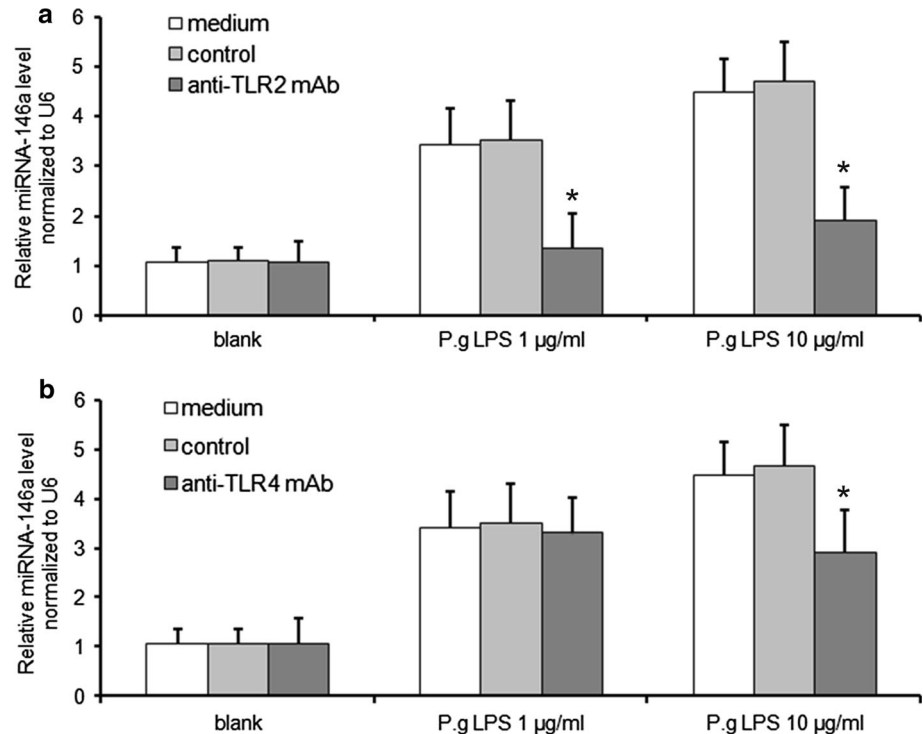 a
Relative miRNA-146a level
normalized to U6
6
5
4
3
2
1
0
medium
control
anti-TLR2 mAb
*
*
blank
P.g LPS 1 µg/ml
P.g LPS 10 µg/ml
b
Relative miRNA-146a level
normalized to U6
6
5
4
3
2
1
0
medium
control
anti-TLR4 mAb
*
blank
P.g LPS 1 µg/ml
P.g LPS 10 µg/ml